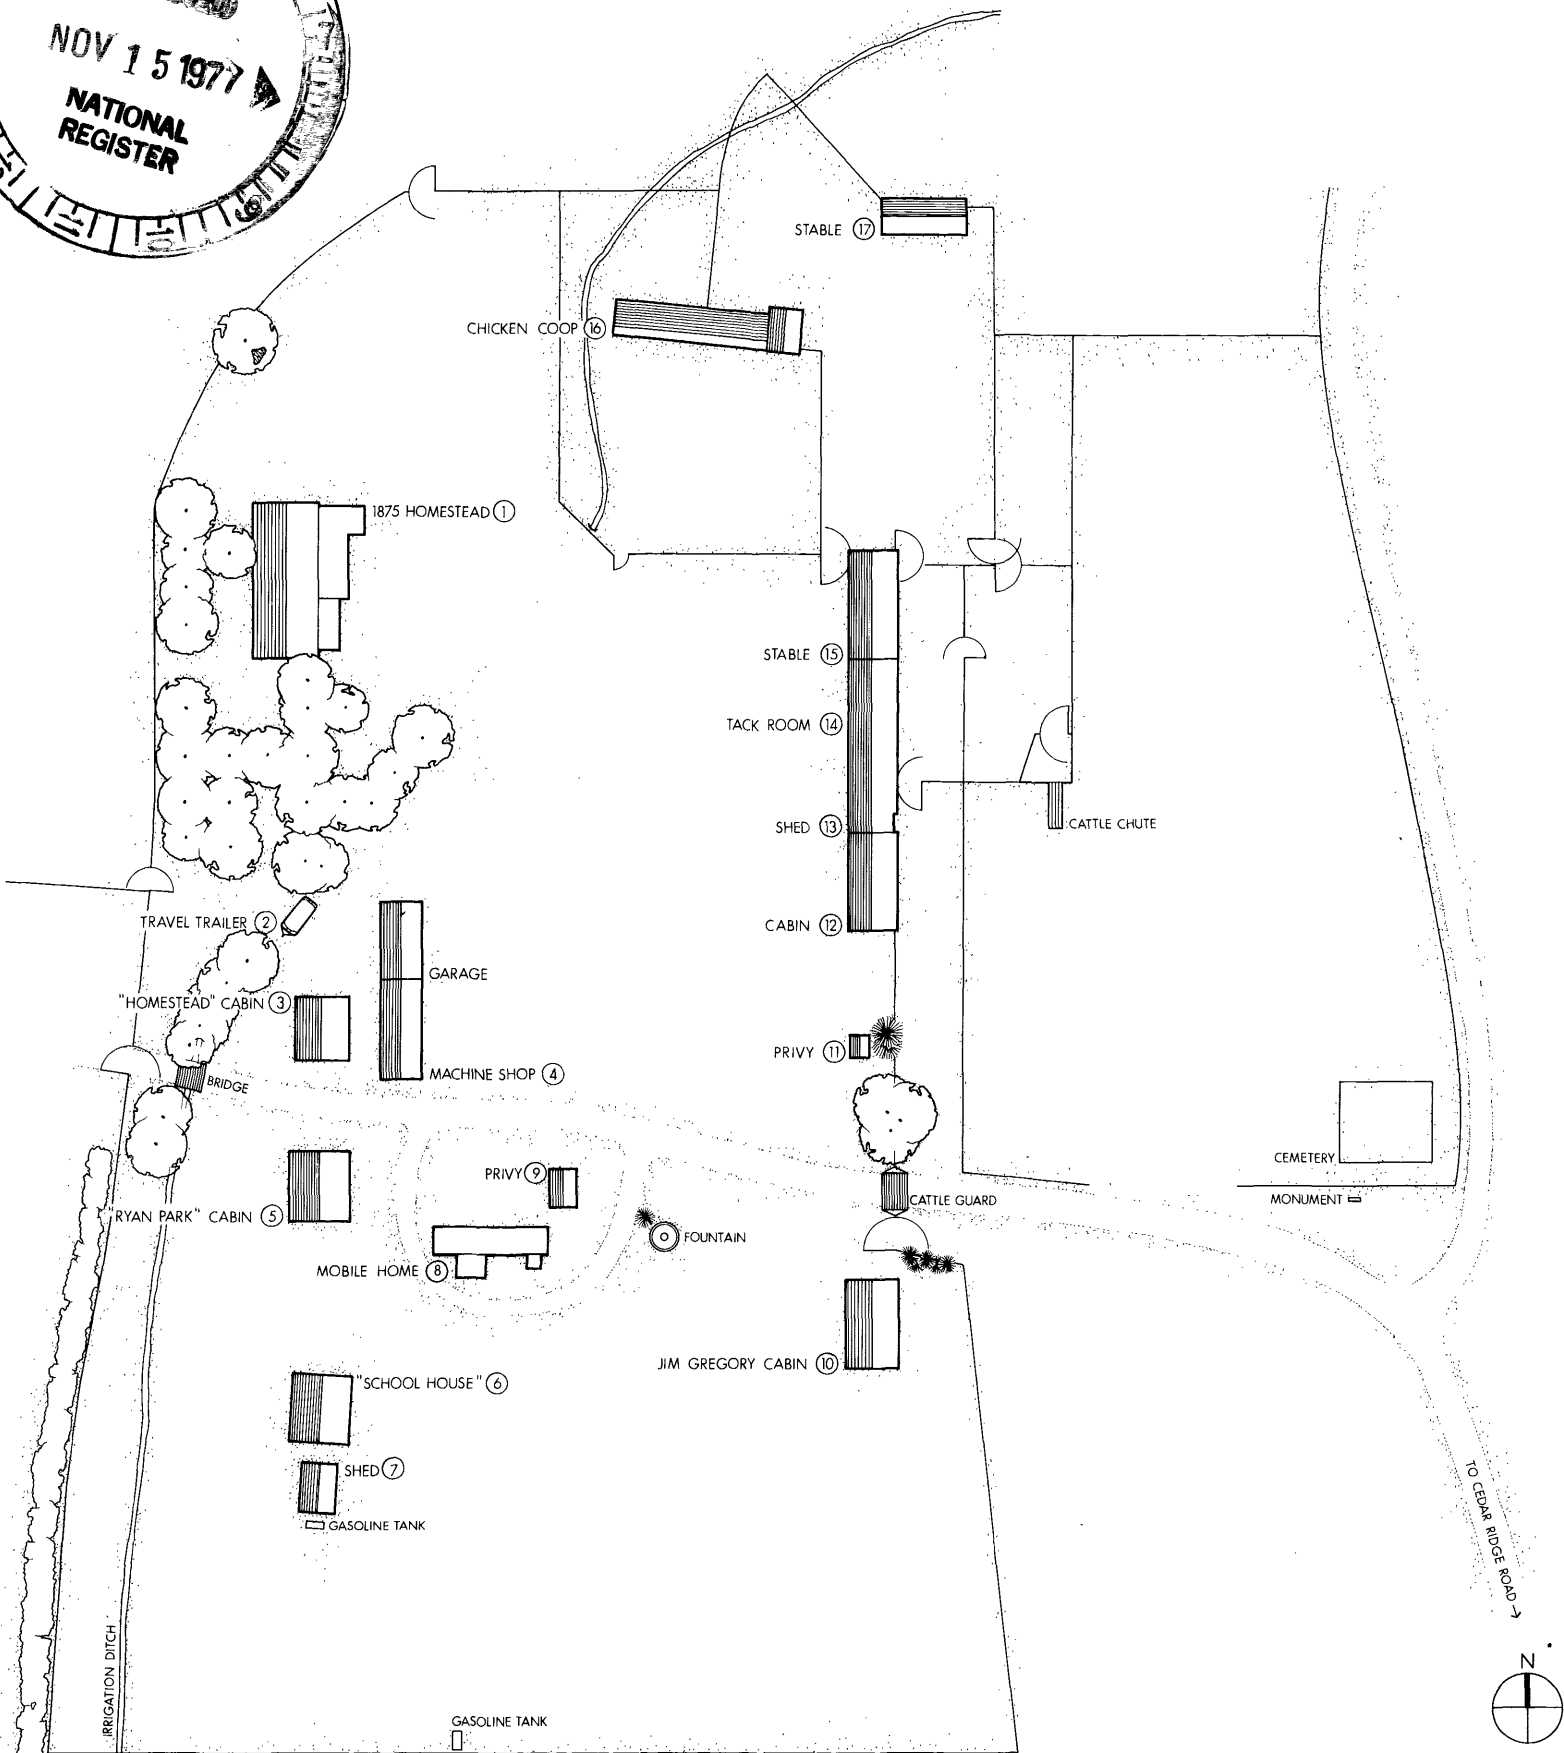 NOV 15 1977
NATIONAL
REGISTER
STABLE 17
CHICKEN COOP 16
1875 HOMESTEAD 1
STABLE 15
TACK ROOM 14
SHED 13
CATTLE CHUTE
CABIN 12
TRAVEL TRAILER 2
GARAGE
"HOMESTEAD" CABIN 3
PRIVY 11
MACHINE SHOP 4
BRIDGE
CEMETERY
PRIVY 9
CATTLE GUARD
MONUMENT
"RYAN PARK" CABIN 5
FOUNTAIN
MOBILE HOME 8
JIM GREGORY CABIN 10
"SCHOOL HOUSE" 6
SHED 7
GASOLINE TANK
TO CEDAR RIDGE ROAD →
IRRIGATION DITCH
N
GASOLINE TANK